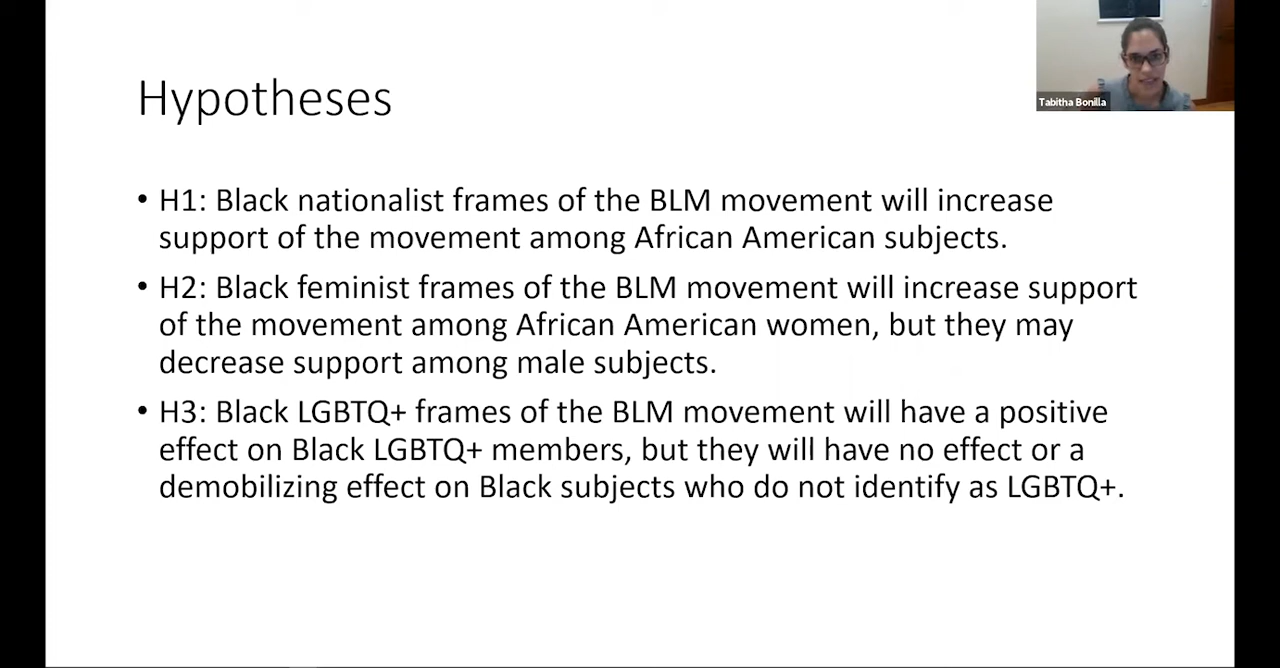 Tabitha Bonilla
Hypotheses
• H1: Black nationalist frames of the BLM movement will increase
support of the movement among African American subjects.
• H2: Black feminist frames of the BLM movement will increase support
of the movement among African American women, but they may
decrease support among male subjects.
• H3: Black LGBTQ+ frames of the BLM movement will have a positive
effect on Black LGBTQ+ members, but they will have no effect or a
demobilizing effect on Black subjects who do not identify as LGBTQ+.